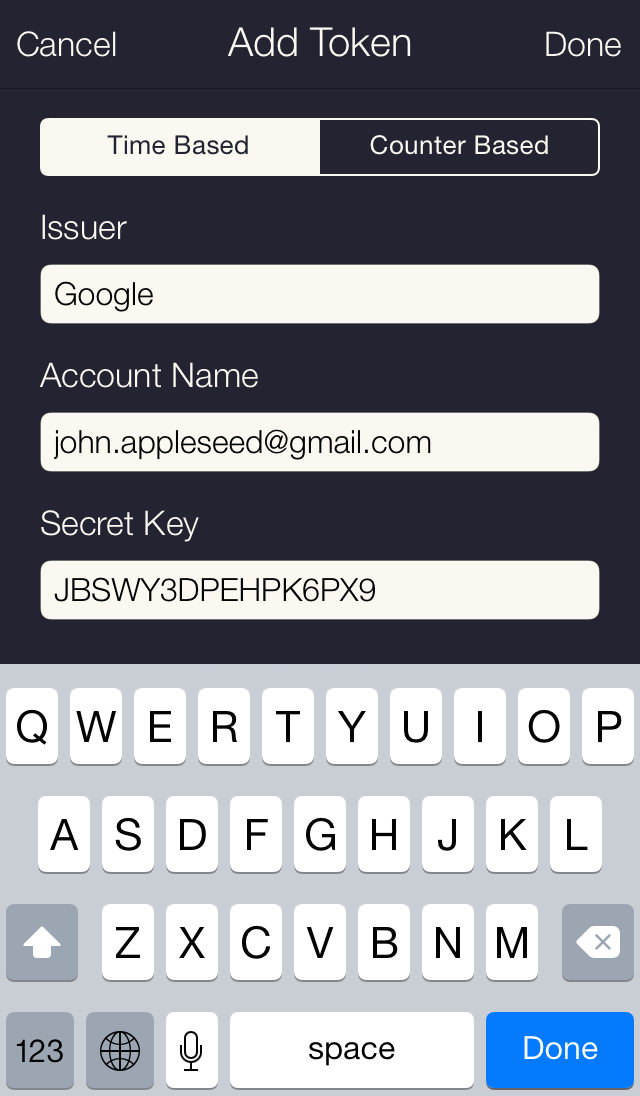 Cancel Add Token Done
Time Based Counter Based
Issuer
Google
Account Name
john.appleseed@gmail.com
Secret Key
JBSWY3DPEHPK6PX9
Q W E R T Y U I O P
A S D F G H J K L
Z X C V B N M
123 space Done